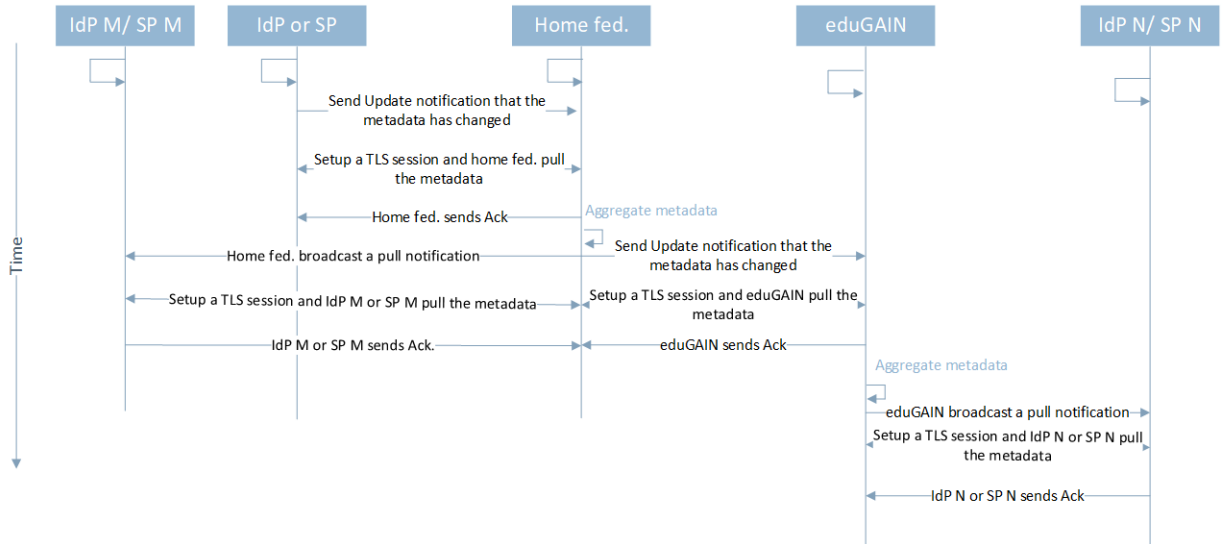 IdP M/ SP M
IdP or SP
Home fed.
eduGAIN
IdP N/ SP N
Send Update notification that the
metadata has changed
Setup a TLS session and home fed. pull
the metadata
Home fed. sends Ack
Aggregate metadata
Home fed. broadcast a pull notification
Send Update notification that the
metadata has changed
Time
Setup a TLS session and IdP M or SP M pull the metadata
Setup a TLS session and eduGAIN pull the
metadata
IdP M or SP M sends Ack.
eduGAIN sends Ack
Aggregate metadata
eduGAIN broadcast a pull notification
Setup a TLS session and IdP N or SP N pull
the metadata
IdP N or SP N sends Ack